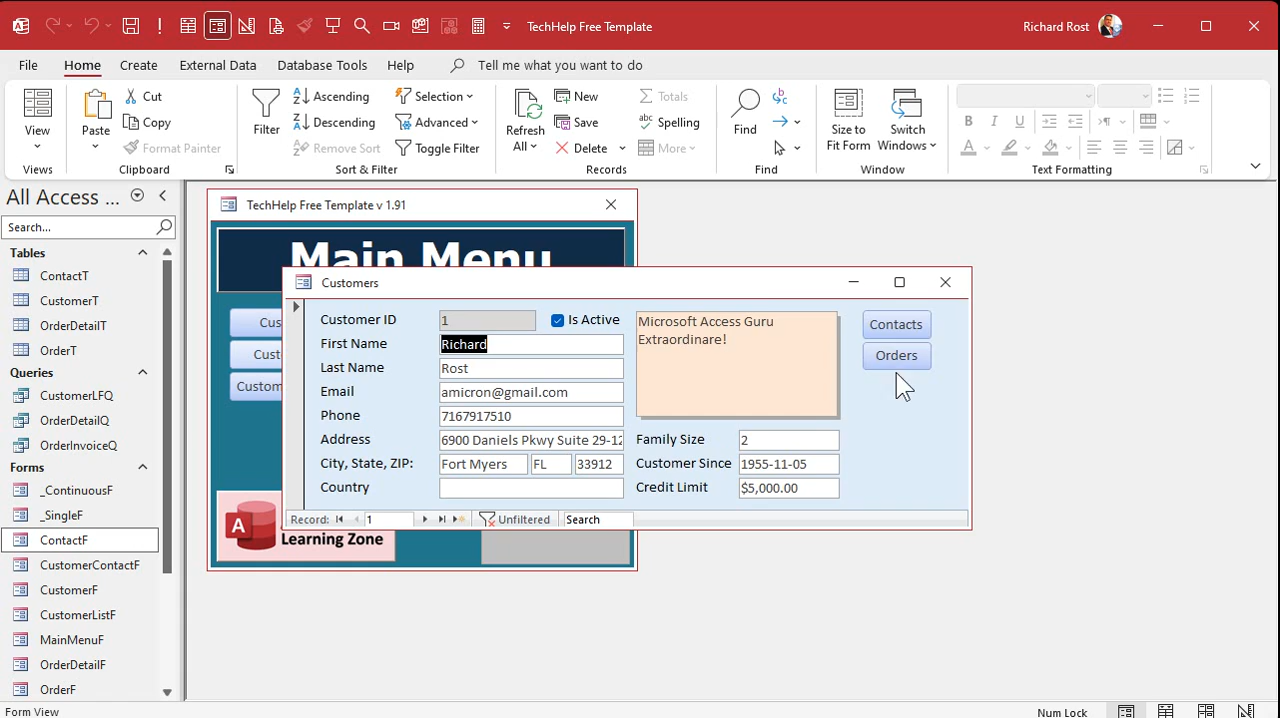 TechHelp Free Template
Richard Rost
File
Home
Create
External Data
Database Tools
Help
Tell me what you want to do
View
Views
Paste
Cut
Copy
Format Painter
Clipboard
Filter
Ascending
Descending
Remove Sort
Selection
Advanced
Toggle Filter
Sort & Filter
Refresh
All
New
Save
Delete
Totals
Spelling
More
Records
Find
Find
Size to
Fit Form
Switch
Windows
Window
B I U
Text Formatting
All Access ...
Search...
Tables
ContactT
CustomerT
OrderDetailT
OrderT
Queries
CustomerLFQ
OrderDetailQ
OrderInvoiceQ
Forms
_ContinuousF
_SingleF
ContactF
CustomerContactF
CustomerF
CustomerListF
MainMenuF
OrderDetailF
OrderF
TechHelp Free Template v 1.91
Main Menu
Cus
Cust
Custom
A
Learning Zone
Customers
Customer ID 1 Is Active
First Name Richard
Last Name Rost
Email amicron@gmail.com
Phone 7167917510
Address 6900 Daniels Pkwy Suite 29-12
City, State, ZIP: Fort Myers FL 33912
Country
Microsoft Access Guru
Extraordinare!
Family Size 2
Customer Since 1955-11-05
Credit Limit $5,000.00
Contacts
Orders
Record: 1 Unfiltered Search
Form View
Num Lock